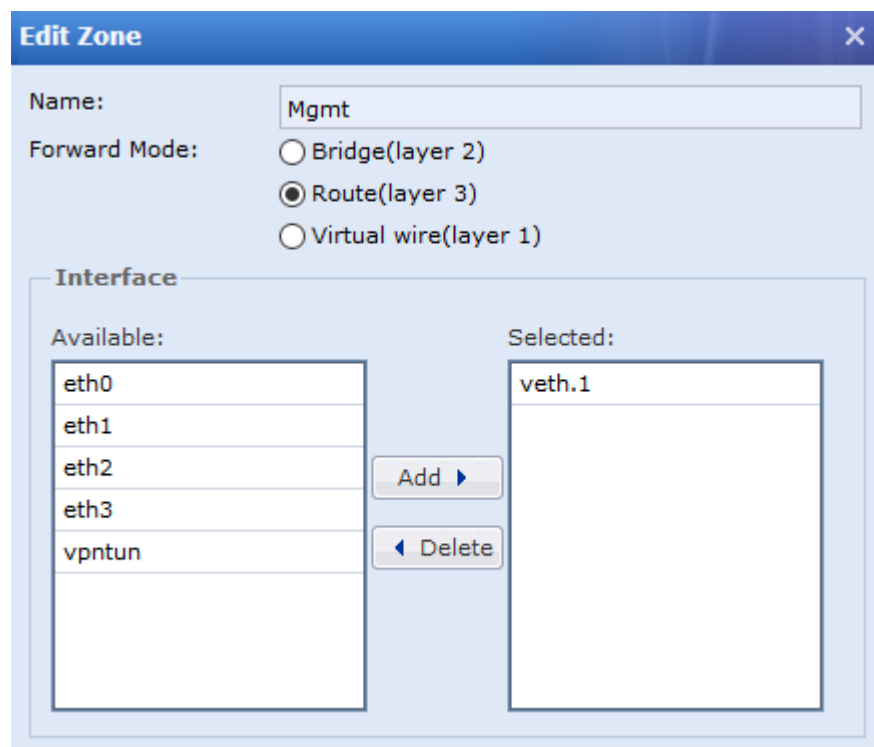 Edit Zone
Name:
Mgmt
Forward Mode:
Bridge(layer 2)
Route(layer 3)
Virtual wire(layer 1)
Interface
Available:
eth0
eth1
eth2
eth3
vpntun
Add
Delete
Selected:
veth.1